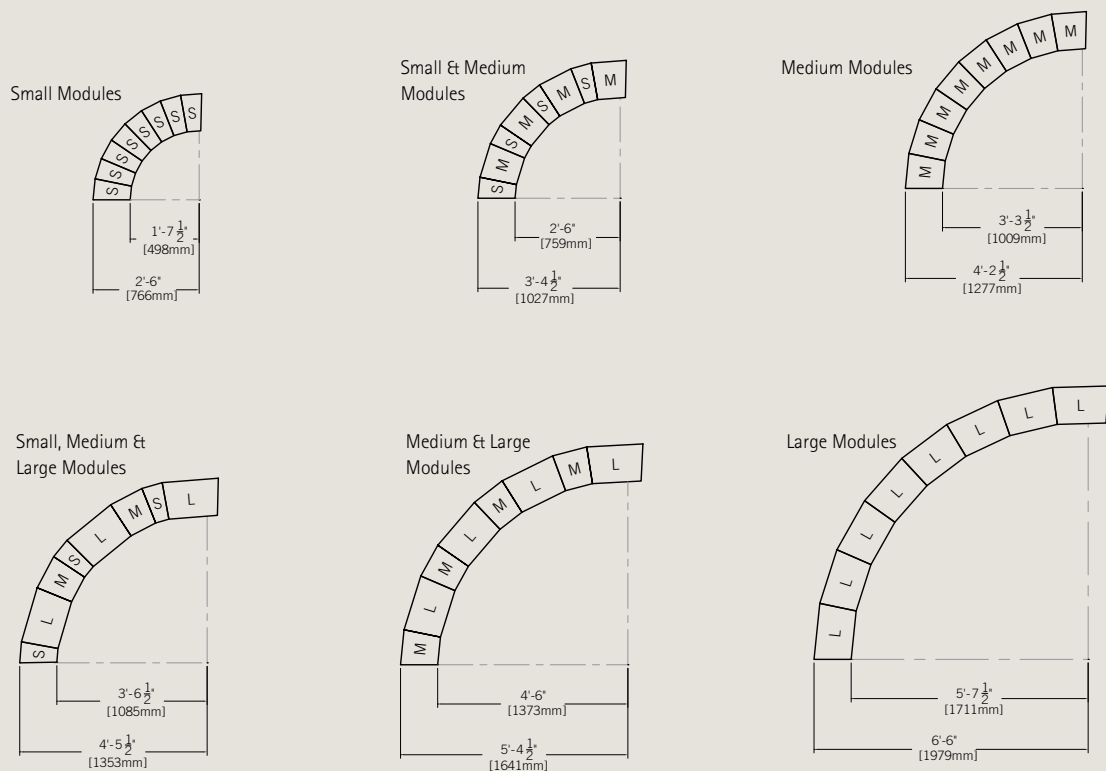 Small Modules
S S S S S S S S
1'-7 1/2"
[498mm]
2'-6"
[766mm]
Small & Medium
Modules
S M S M S M S M
2'-6"
[759mm]
3'-4 1/2"
[1027mm]
Medium Modules
M M M M M M M M
3'-3 1/2"
[1009mm]
4'-2 1/2"
[1277mm]
Small, Medium &
Large Modules
S L M S L M S L
3'-6 1/2"
[1085mm]
4'-5 1/2"
[1353mm]
Medium & Large
Modules
M L M L M L M L
4'-6"
[1373mm]
5'-4 1/2"
[1641mm]
Large Modules
L L L L L L L L
5'-7 1/2"
[1711mm]
6'-6"
[1979mm]